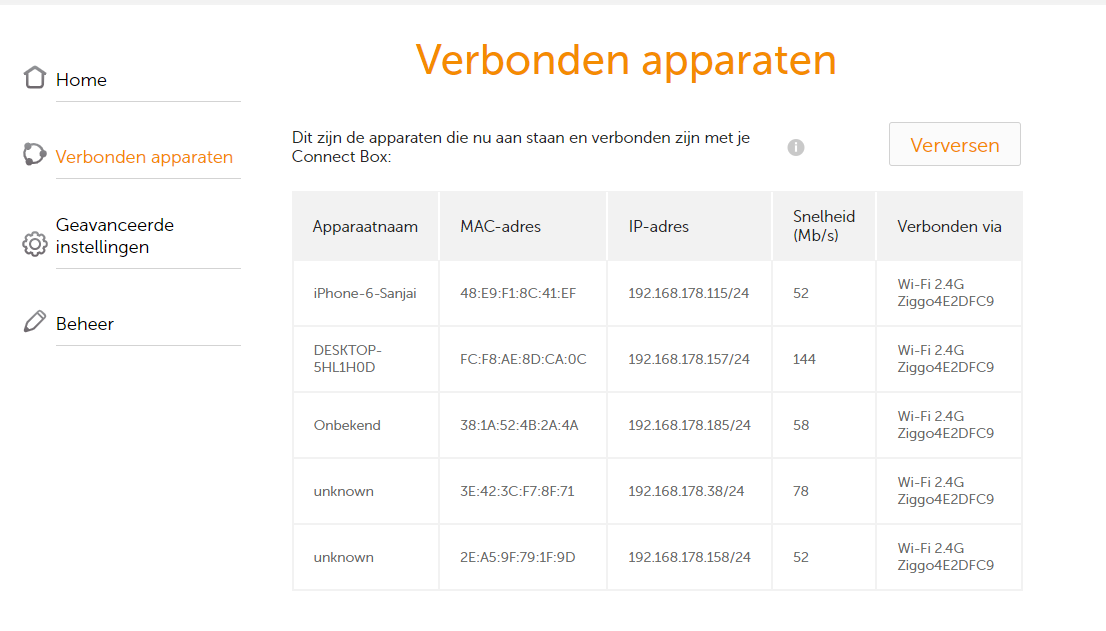 Verbonden apparaten
Home
Verbonden apparaten
Geavanceerde
instellingen
Beheer
Dit zijn de apparaten die nu aan staan en verbonden zijn met je
Connect Box:
Verversen
Apparaatnaam MAC-adres IP-adres Snelheid (Mb/s) Verbonden via
iPhone-6-Sanjai 48:E9:F1:8C:41:EF 192.168.178.115/24 52 Wi-Fi 2.4G Ziggo4E2DFC9
DESKTOP-5HL1H0D FC:F8:AE:8D:CA:0C 192.168.178.157/24 144 Wi-Fi 2.4G Ziggo4E2DFC9
Onbekend 38:1A:52:4B:2A:4A 192.168.178.185/24 58 Wi-Fi 2.4G Ziggo4E2DFC9
unknown 3E:42:3C:F7:8F:71 192.168.178.38/24 78 Wi-Fi 2.4G Ziggo4E2DFC9
unknown 2E:A5:9F:79:1F:9D 192.168.178.158/24 52 Wi-Fi 2.4G Ziggo4E2DFC9